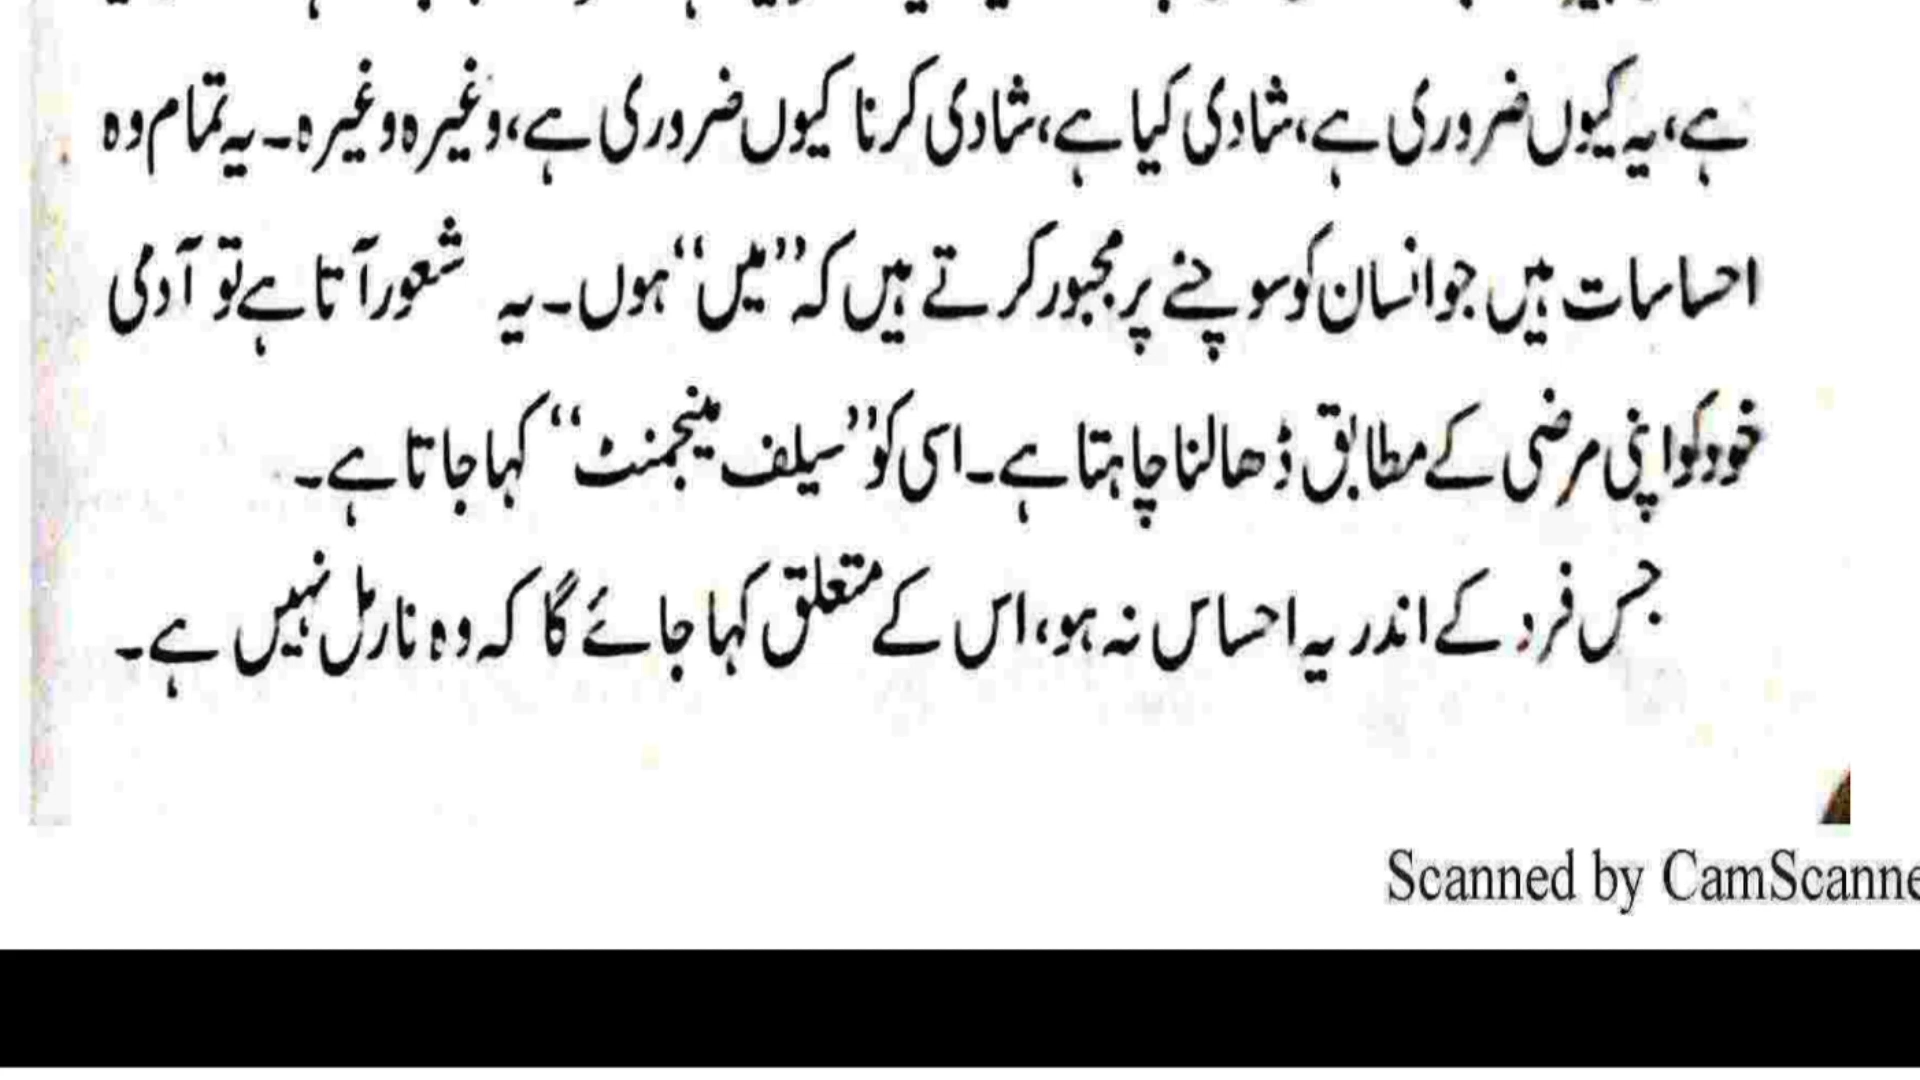 ہے، یہ کیوں ضروری ہے، شادی کیا ہے، شادی کرنا کیوں ضروری ہے، وغیرہ وغیرہ۔ یہ تمام وہ
احساسات ہیں جو انسان کو سوچنے پر مجبور کرتے ہیں کہ ’’میں‘‘ ہوں۔ یہ شعور آتا ہے تو آدمی
خود کو اپنی مرضی کے مطابق ڈھالنا چاہتا ہے۔ اسی کو ’’سیلف مینجمنٹ‘‘ کہا جاتا ہے۔
جس فرد کے اندر یہ احساس نہ ہو، اس کے متعلق کہا جائے گا کہ وہ نارمل نہیں ہے۔
Scanned by CamScanne